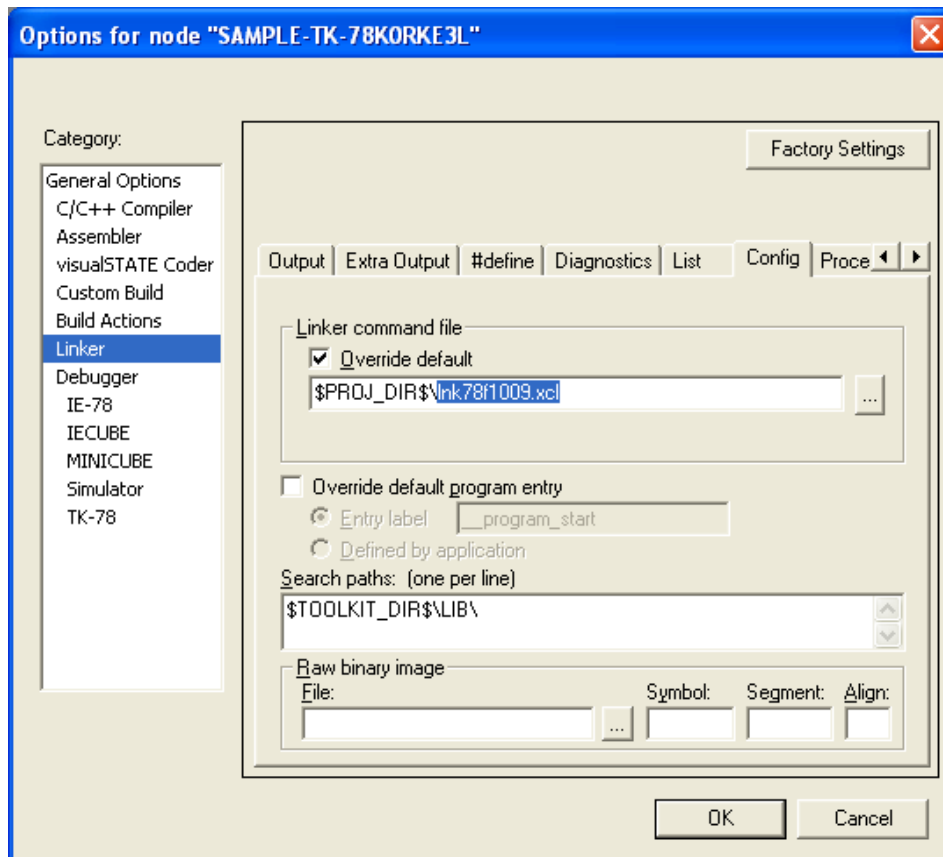 Options for node "SAMPLE-TK-78K0RKE3L"
Category:
General Options
C/C++ Compiler
Assembler
visualSTATE Coder
Custom Build
Build Actions
Linker
Debugger
IE-78
IECUBE
MINICUBE
Simulator
TK-78
Factory Settings
Output Extra Output #define Diagnostics List Config Proce
Linker command file
Override default
$PROJ_DIR$\lnk78f1009.xcl
...
Override default program entry
Entry label __program_start
Defined by application
Search paths: (one per line)
$TOOLKIT_DIR$\LIB\
Raw binary image
File: Symbol: Segment: Align:
...
OK Cancel